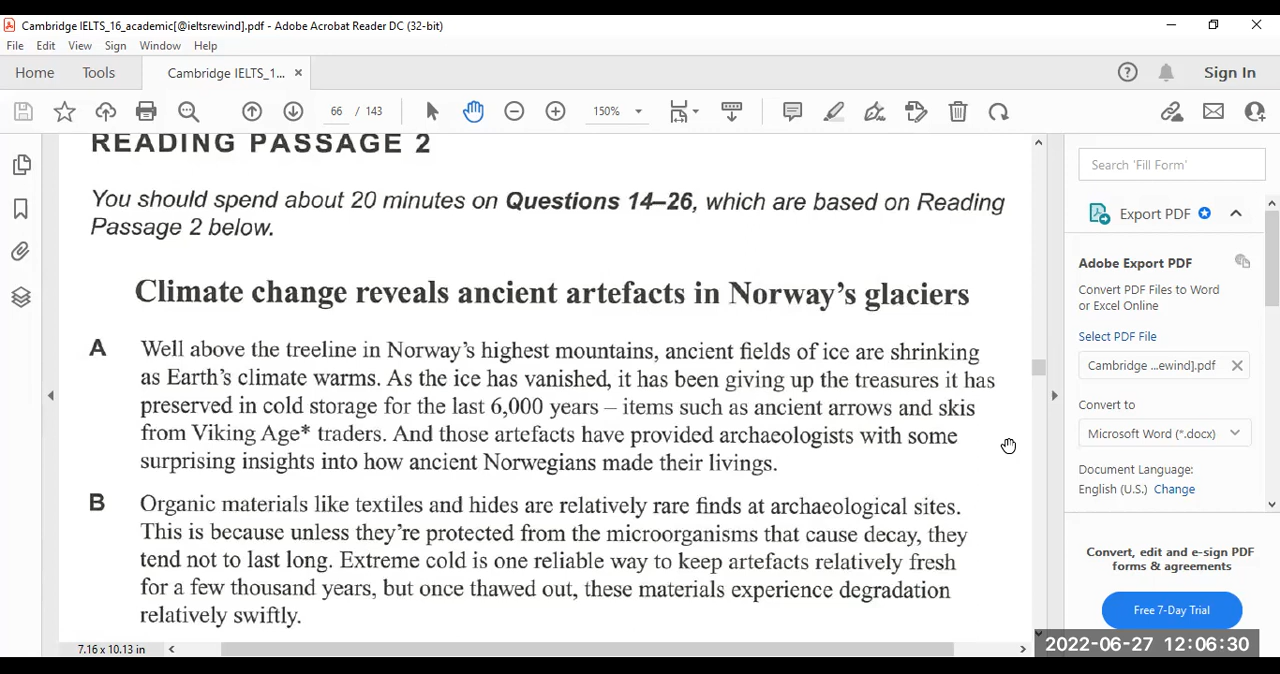 Cambridge IELTS_16_academic[@ieltsrewind].pdf - Adobe Acrobat Reader DC (32-bit)
File Edit View Sign Window Help
Home Tools Cambridge IELTS_1... × Sign In
66 / 143 150%
READING PASSAGE 2
You should spend about 20 minutes on Questions 14–26, which are based on Reading
Passage 2 below.
Climate change reveals ancient artefacts in Norway's glaciers
A Well above the treeline in Norway's highest mountains, ancient fields of ice are shrinking
as Earth's climate warms. As the ice has vanished, it has been giving up the treasures it has
preserved in cold storage for the last 6,000 years – items such as ancient arrows and skis
from Viking Age* traders. And those artefacts have provided archaeologists with some
surprising insights into how ancient Norwegians made their livings.
B Organic materials like textiles and hides are relatively rare finds at archaeological sites.
This is because unless they're protected from the microorganisms that cause decay, they
tend not to last long. Extreme cold is one reliable way to keep artefacts relatively fresh
for a few thousand years, but once thawed out, these materials experience degradation
relatively swiftly.
7.16 x 10.13 in
Search 'Fill Form'
Export PDF
Adobe Export PDF
Convert PDF Files to Word
or Excel Online
Select PDF File
Cambridge ...ewind].pdf
Convert to
Microsoft Word (*.docx)
Document Language:
English (U.S.) Change
Convert, edit and e-sign PDF
forms & agreements
Free 7-Day Trial
2022-06-27 12:06:30